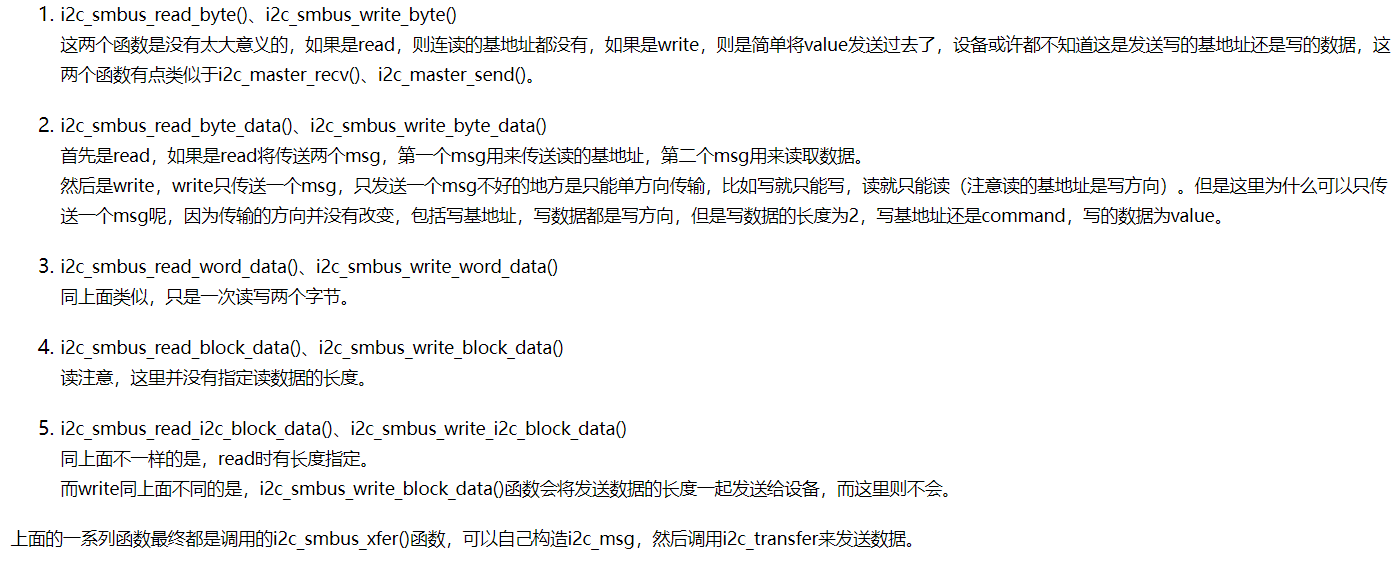 1. i2c_smbus_read_byte()、i2c_smbus_write_byte()
这两个函数是没有太大意义的，如果是read，则连读的基地址都没有，如果是write，则是简单将value发送过去了，设备或许都不知道这是发送写的基地址还是写的数据，这
两个函数有点类似于i2c_master_recv()、i2c_master_send()。
2. i2c_smbus_read_byte_data()、i2c_smbus_write_byte_data()
首先是read，如果是read将传送两个msg，第一个msg用来传送读的基地址，第二个msg用来读取数据。
然后是write，write只传送一个msg，只发送一个msg不好的地方是只能单方向传输，比如写就只能写，读就只能读（注意读的基地址是写方向）。但是这里为什么可以只传
送一个msg呢，因为传输的方向并没有改变，包括写基地址，写数据都是写方向，但是写数据的长度为2，写基地址还是command，写的数据为value。
3. i2c_smbus_read_word_data()、i2c_smbus_write_word_data()
同上面类似，只是一次读写两个字节。
4. i2c_smbus_read_block_data()、i2c_smbus_write_block_data()
读注意，这里并没有指定读数据的长度。
5. i2c_smbus_read_i2c_block_data()、i2c_smbus_write_i2c_block_data()
同上面不一样的是，read时有长度指定。
而write同上面不同的是，i2c_smbus_write_block_data()函数会将发送数据的长度一起发送给设备，而这里则不会。
上面的一系列函数最终都是调用的i2c_smbus_xfer()函数，可以自己构造i2c_msg，然后调用i2c_transfer来发送数据。